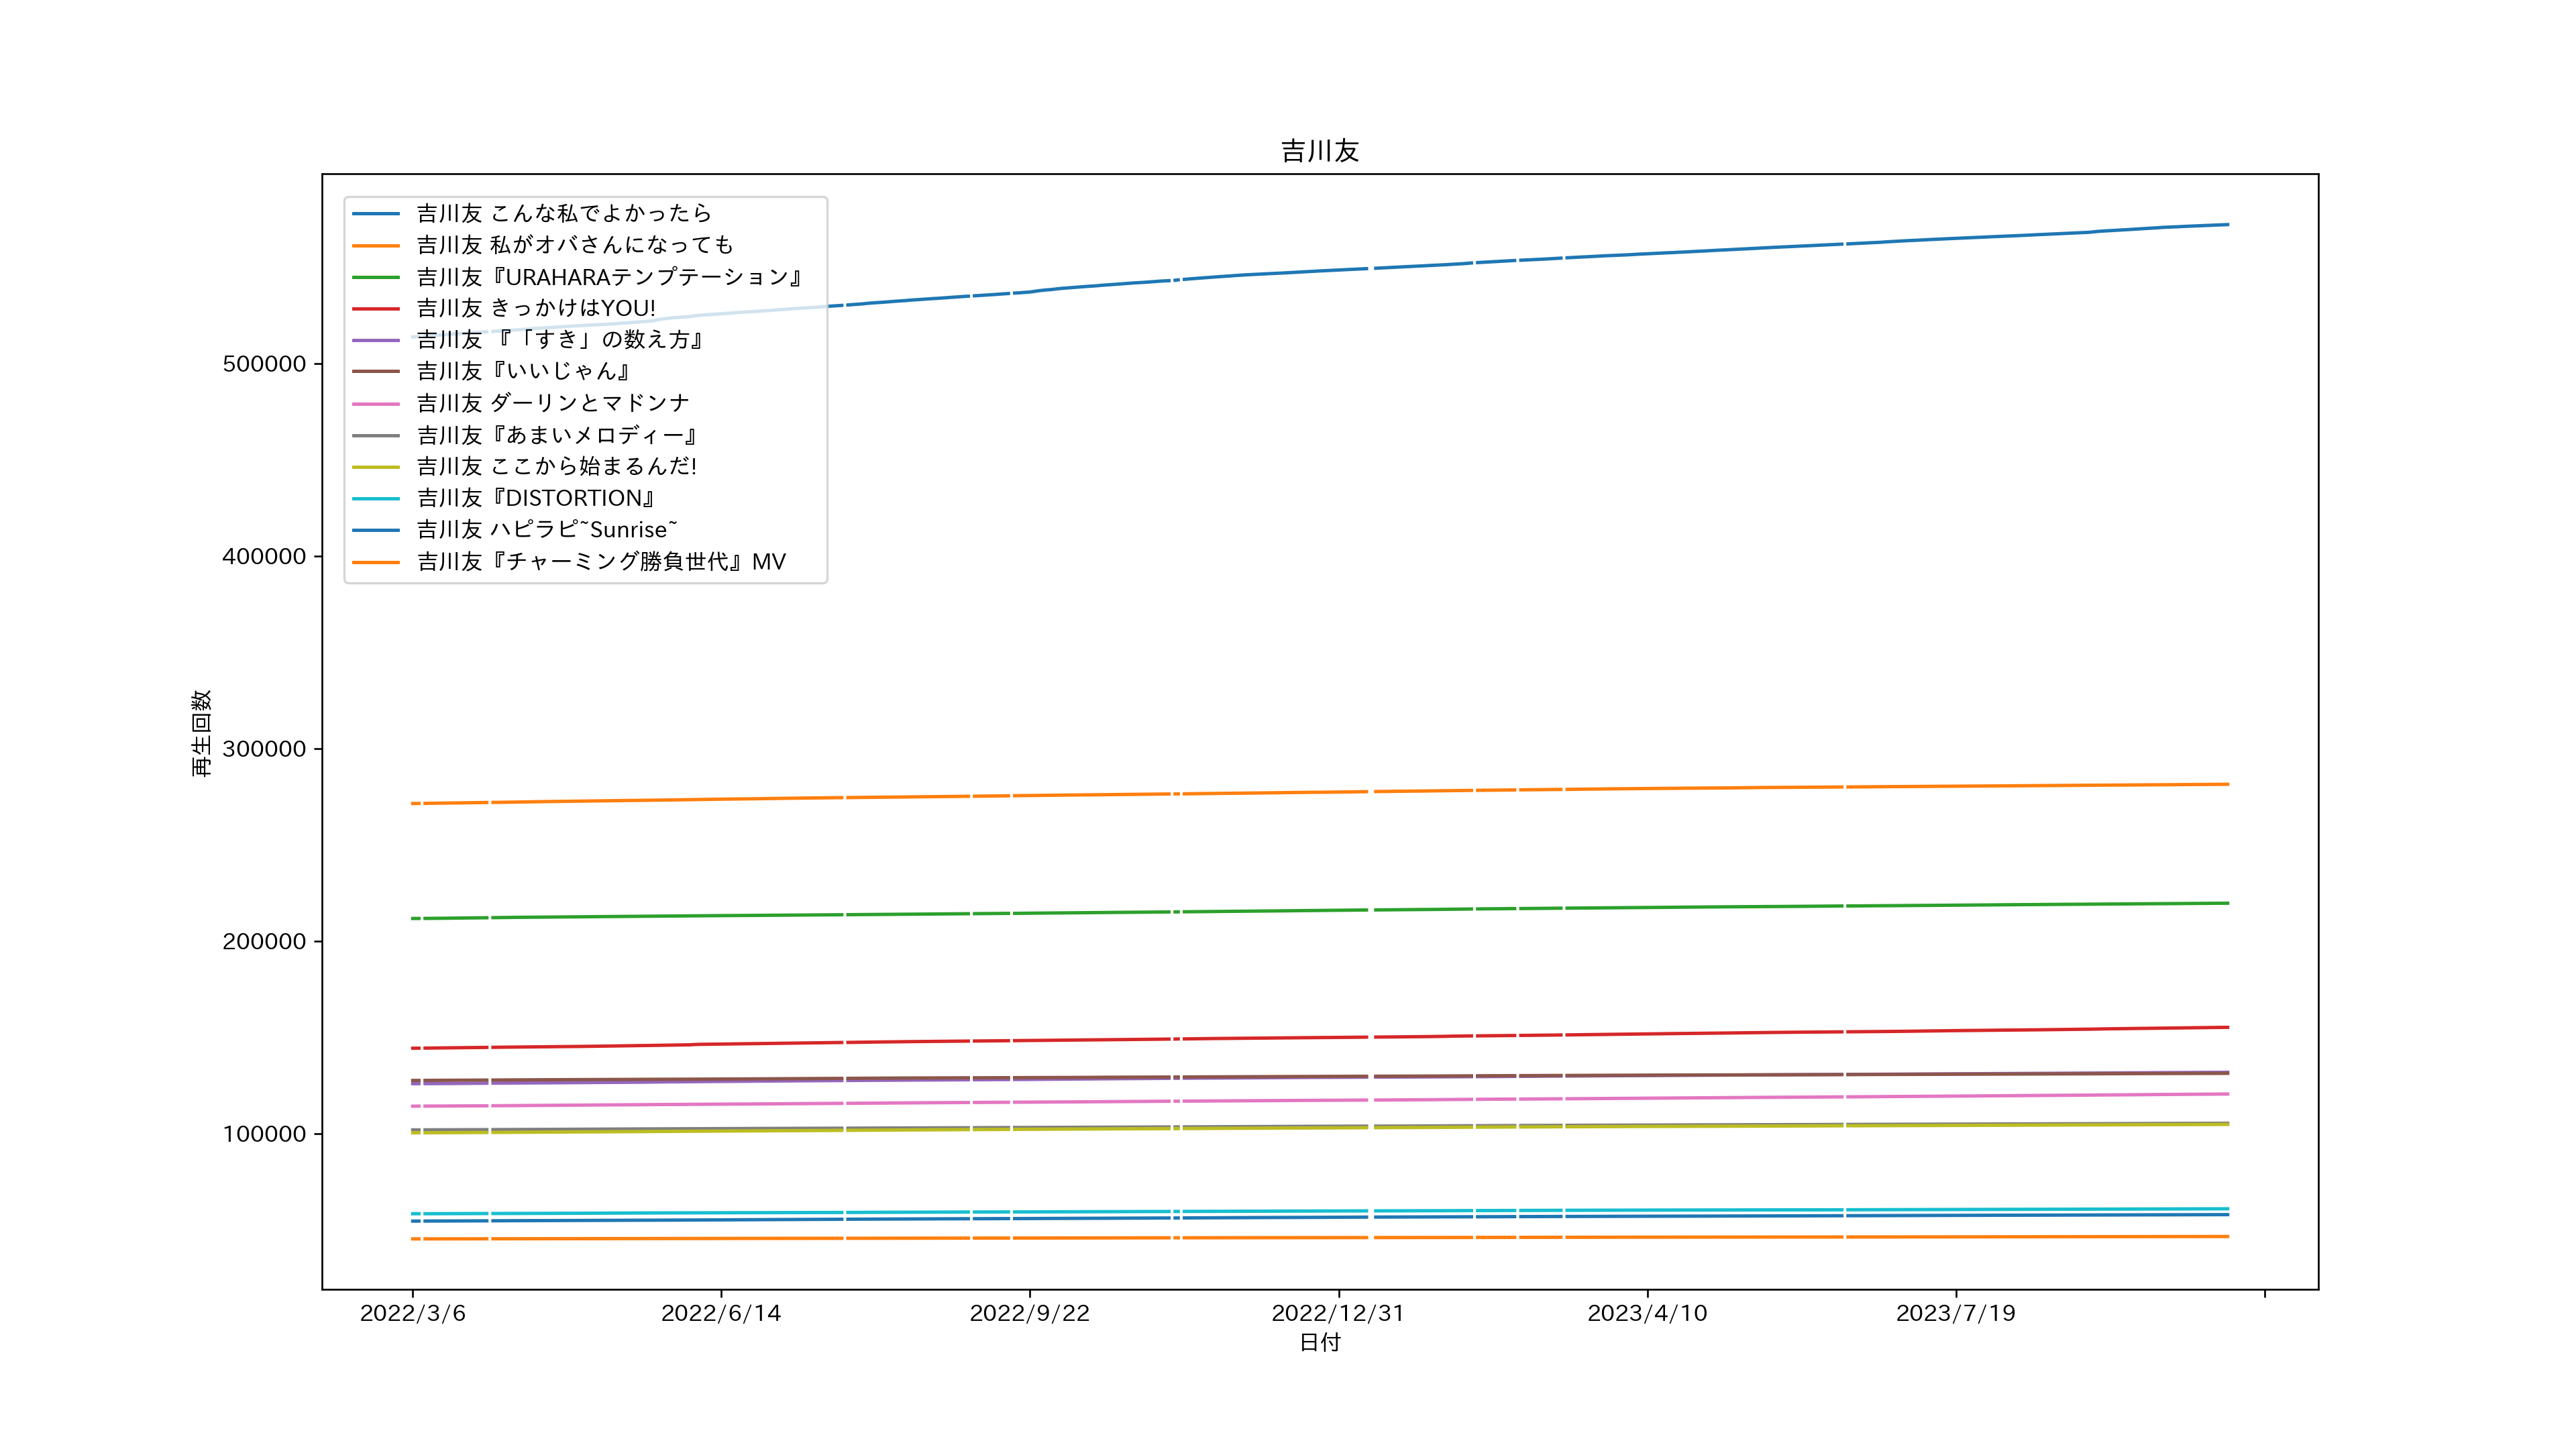 吉川友
吉川友 こんな私でよかったら
吉川友 私がオバさんになっても
吉川友『URAHARAテンプテーション』
吉川友 きっかけはYOU!
吉川友 『「すき」の数え方』
吉川友『いいじゃん』
吉川友 ダーリンとマドンナ
吉川友『あまいメロディー』
吉川友 ここから始まるんだ!
吉川友『DISTORTION』
吉川友 ハピラピ~Sunrise~
吉川友『チャーミング勝負世代』MV
500000
400000
300000
200000
100000
再生回数
2022/3/6
2022/6/14
2022/9/22
2022/12/31
2023/4/10
2023/7/19
日付